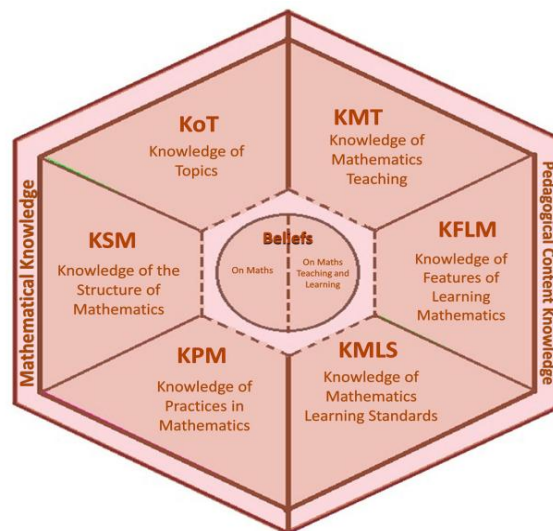 KoT
Knowledge of
Topics
KMT
Knowledge of
Mathematics
Teaching
Mathematical Knowledge
KSM
Knowledge of the
Structure of
Mathematics
Beliefs
On Maths
On Maths
Teaching and
Learning
KFLM
Knowledge of
Features of
Learning
Mathematics
Pedagogical Content Knowledge
KPM
Knowledge of
Practices in
Mathematics
KMLS
Knowledge of
Mathematics
Learning Standards